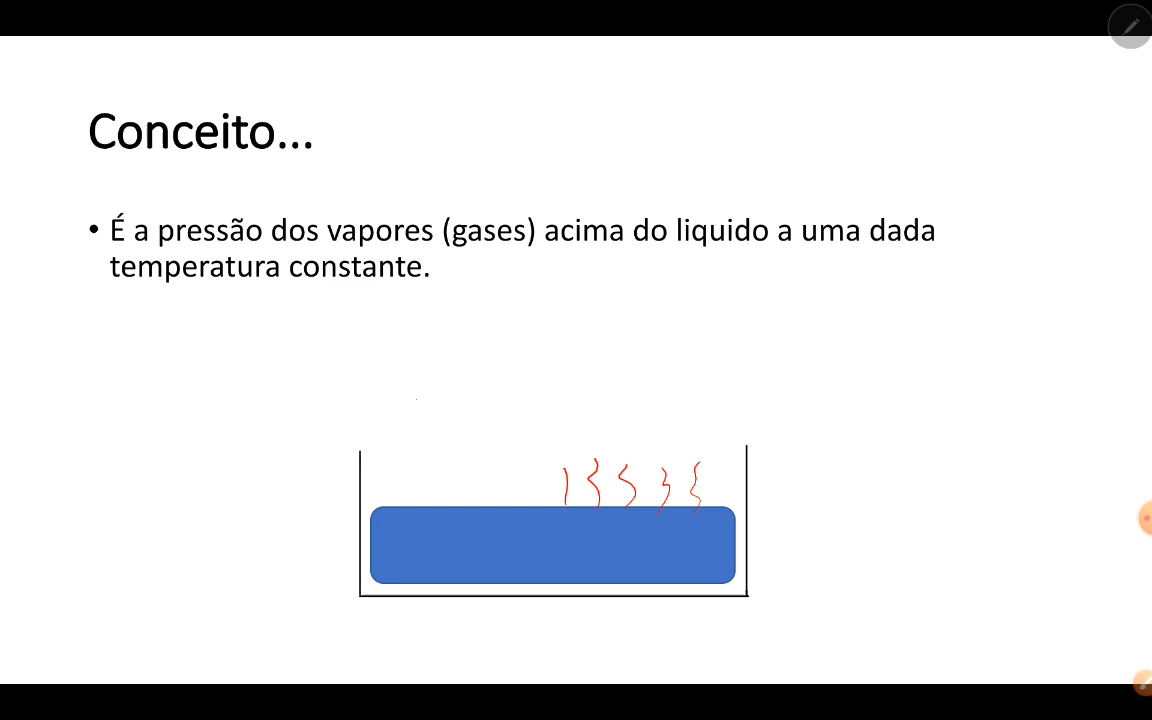 Conceito...
• É a pressão dos vapores (gases) acima do liquido a uma dada
temperatura constante.